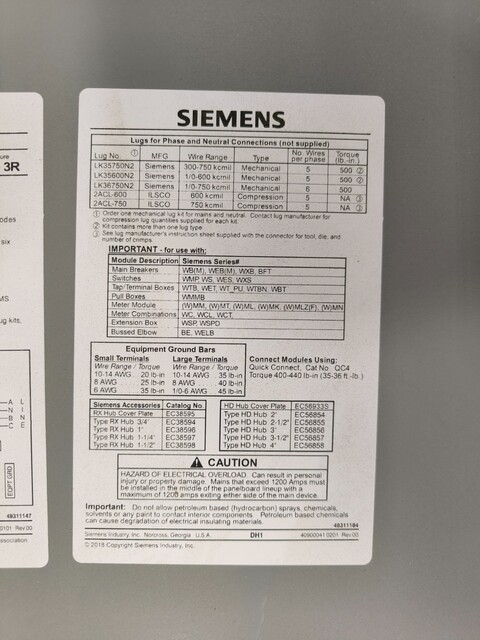 SIEMENS
Lugs for Phase and Neutral Connections (not supplied)
Lug No. ① MFG Wire Range Type No. Wires per phase Torque (lb.-in.)
LK35750N2 Siemens 300-750 kcmil Mechanical 5 500 ②
LK35600N2 Siemens 1/0-600 kcmil Mechanical 5 500 ②
LK36750N2 Siemens 1/0-750 kcmil Mechanical 6 500
2ACL-600 ILSCO 600 kcmil Compression 5 NA ③
2ACL-750 ILSCO 750 kcmil Compression 5 NA ③
① Order one mechanical lug kit for mains and neutral. Contact lug manufacturer for
compression lug quantities supplied for each kit.
② Kit contains more than one lug type
③ See lug manufacturer's instruction sheet supplied with the connector for tool, die, and
number of crimps.
IMPORTANT - for use with:
Module Description Siemens Series#
Main Breakers WB(M), WEB(M), WXB, BFT
Switches WMP, WS, WES, WXS
Tap/Terminal Boxes WTB, WET, WT_PU, WTBN, WBT
Pull Boxes WMMB
Meter Module (W)MM, (W)MT, (W)ML, (W)MK, (W)MLZ(F), (W)MN
Meter Combinations WC, WCL, WCT,
Extension Box WSP, WSPD
Bussed Elbow BE, WELB
Equipment Ground Bars
Small Terminals Large Terminals
Wire Range / Torque Wire Range / Torque
10-14 AWG 20 lb-in 10-14 AWG 35 lb-in
8 AWG 25 lb-in 8 AWG 40 lb-in
6 AWG 35 lb-in 1/0-6 AWG 45 lb-in
Connect Modules Using:
Quick Connect, Cat No. QC4
Torque 400-440 lb-in (35-36 ft.-lb.)
Siemens Accessories Catalog No.
RX Hub Cover Plate EC38595
Type RX Hub 3/4" EC38594
Type RX Hub 1" EC38596
Type RX Hub 1-1/4" EC38597
Type RX Hub 1-1/2" EC38598
HD Hub Cover Plate EC56933S
Type HD Hub 2" EC56854
Type HD Hub 2-1/2" EC56855
Type HD Hub 3" EC56856
Type HD Hub 3-1/2" EC56857
Type HD Hub 4" EC56858
CAUTION
HAZARD OF ELECTRICAL OVERLOAD. Can result in personal
injury or property damage. Mains that exceed 1200 Amps must
be installed in the middle of the panelboard lineup with a
maximum of 1200 amps exiting either side of the main device.
Important: Do not allow petroleum based (hydrocarbon) sprays, chemicals,
solvents or any paint to contact interior components. Petroleum based chemicals
can cause degradation of electrical insulating materials.
49311184
Siemens Industry, Inc. Norcross, Georgia U.S.A. DH1 40900041 0201 Rev.00
© 2015 Copyright Siemens Industry, Inc.
3R
odes
six
MS
ug kits,
A L
N I
B N
C E
EQPT GRD
49311147
0101 Rev.00
ssociation.